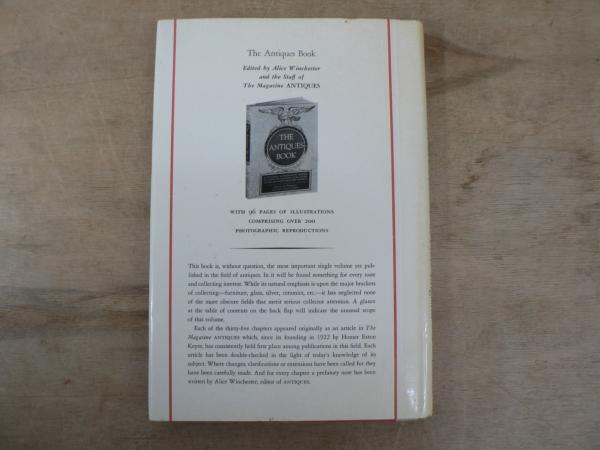 The Antiques Book
Edited by Alice Winchester
and the Staff of
The Magazine ANTIQUES
THE
ANTIQUES
BOOK
WITH 96 PAGES OF ILLUSTRATIONS
COMPRISING OVER 200
PHOTOGRAPHIC REPRODUCTIONS
This book is, without question, the most important single volume yet pub-
lished in the field of antiques. In it will be found something for every taste
and collecting interest. While its natural emphasis is upon the major brackets
of collecting—furniture, glass, silver, ceramics, etc.—it has neglected none
of the more obscure fields that merit serious collector attention. A glance
at the table of contents on the back flap will indicate the unusual scope
of this volume.
Each of the thirty-five chapters appeared originally as an article in The
Magazine ANTIQUES which, since its founding in 1922 by Homer Eaton
Keyes, has consistently held first place among publications in this field. Each
article has been double-checked in the light of today's knowledge of its
subject. Where changes, clarifications or extensions have been called for they
have been carefully made. And for every chapter a prefatory note has been
written by Alice Winchester, editor of ANTIQUES.